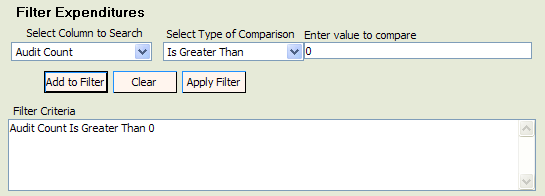 Filter Expenditures
Select Column to Search Select Type of Comparison Enter value to compare
Audit Count Is Greater Than 0
Add to Filter Clear Apply Filter
Filter Criteria
Audit Count Is Greater Than 0